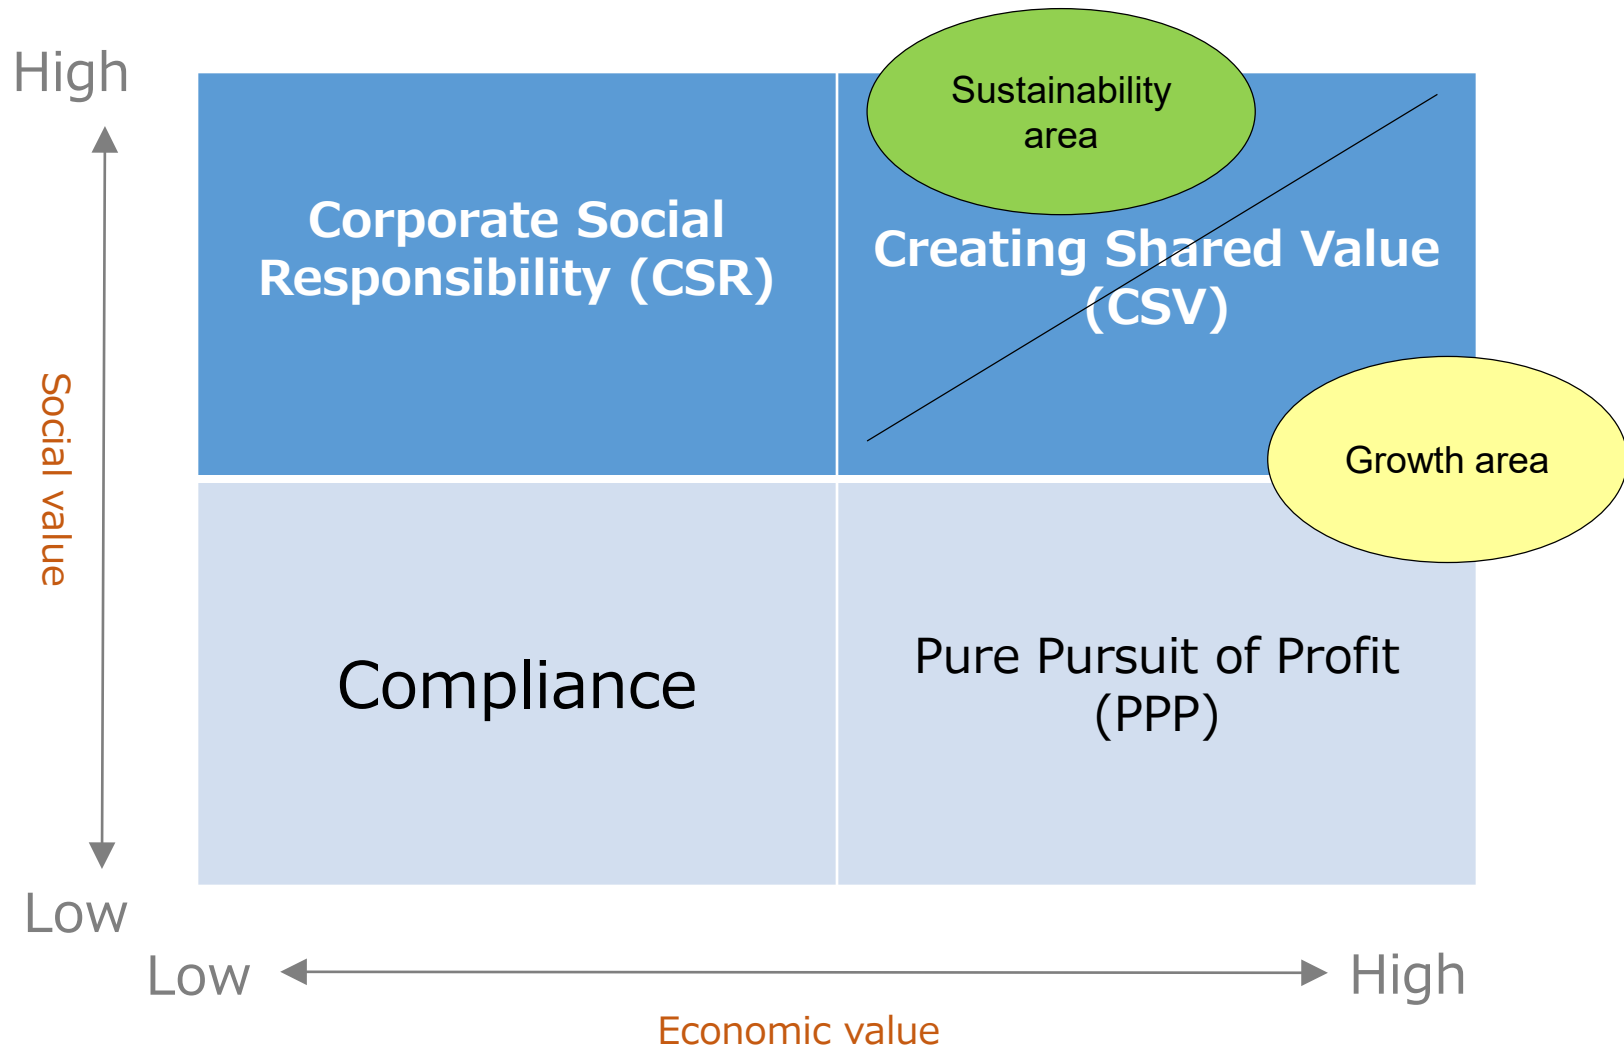 High
Sustainability
area
Corporate Social
Responsibility (CSR)
Creating Shared Value
(CSV)
Social value
Growth area
Compliance
Pure Pursuit of Profit
(PPP)
Low
Low
High
Economic value